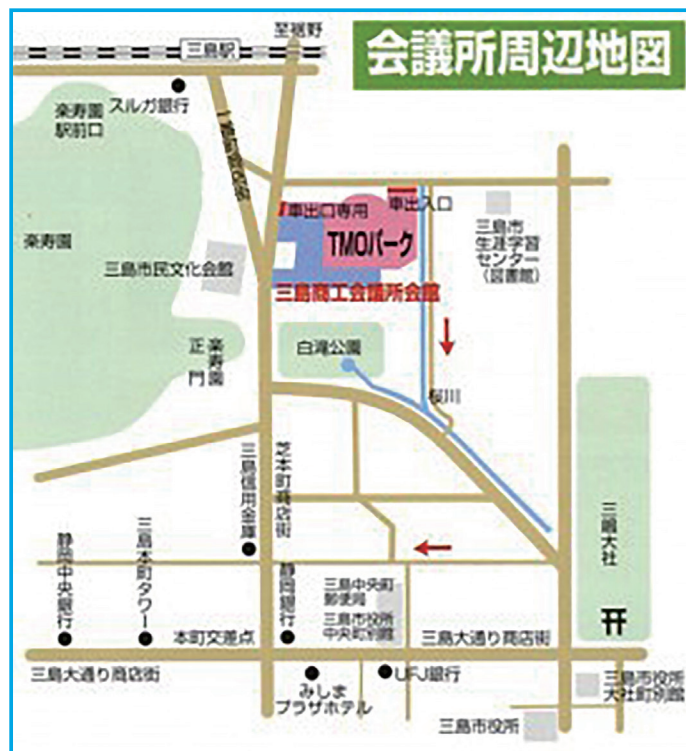 至裾野
三島駅
会議所周辺地図
スルガ銀行
楽寿園
駅前口
車出口専用
車出入口
TMOパーク
三島市
生涯学習
センター
(図書館)
楽寿園
三島市民文化会館
三島商工会議所会館
白滝公園
楽寿園
正門
桜川
芝本町商店街
三島信用金庫
三嶋大社
静岡中央銀行
三島本町タワー
静岡銀行
三島中央町
郵便局
三島市役所
中央町別館
本町交差点
三島大通り商店街
三島大通り商店街
みしま
プラザホテル
UFJ銀行
三島市役所
大社町別館
三島市役所